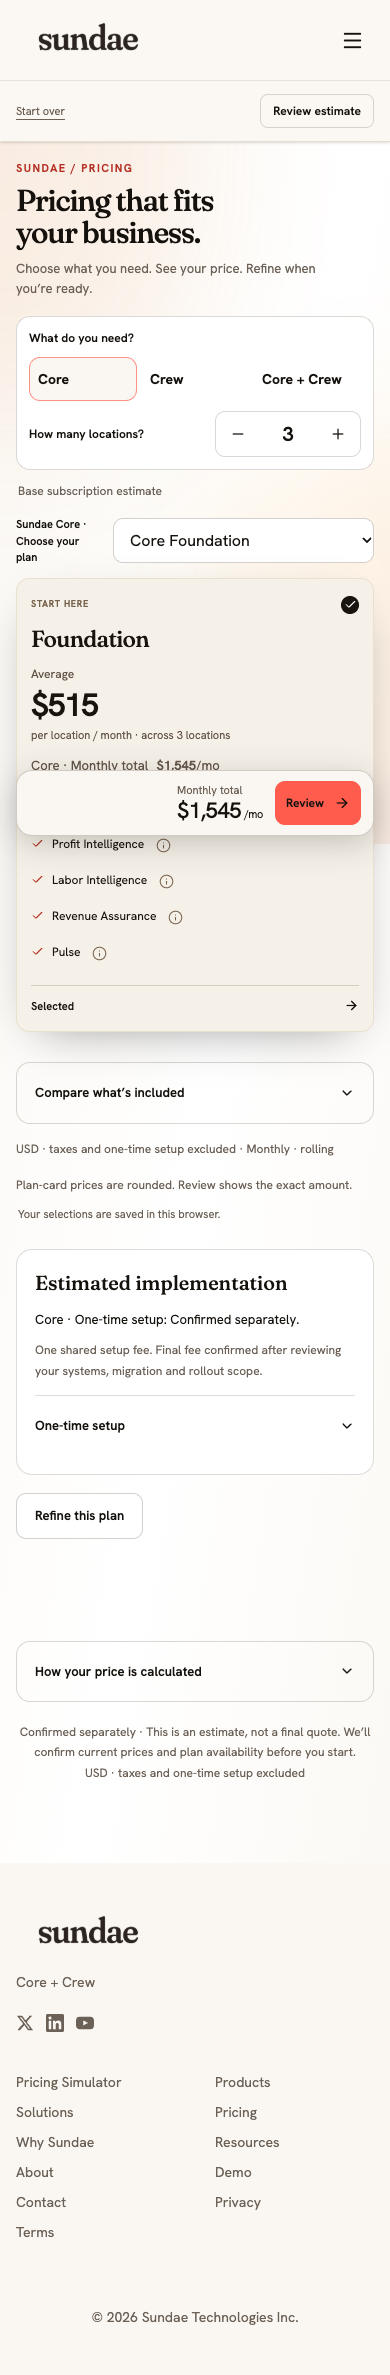 sundae
Start over
Review estimate
SUNDAE / PRICING
Pricing that fits
your business.
Choose what you need. See your price. Refine when
you’re ready.
What do you need?
Core
Crew
Core + Crew
How many locations?
3
Base subscription estimate
Sundae Core ·
Choose your
plan
Core Foundation
START HERE
Foundation
Average
$515
per location / month · across 3 locations
Core · Monthly total $1,545/mo
Monthly total
$1,545 /mo
Review
Profit Intelligence
Labor Intelligence
Revenue Assurance
Pulse
Selected
Compare what’s included
USD · taxes and one-time setup excluded · Monthly · rolling
Plan-card prices are rounded. Review shows the exact amount.
Your selections are saved in this browser.
Estimated implementation
Core · One-time setup: Confirmed separately.
One shared setup fee. Final fee confirmed after reviewing
your systems, migration and rollout scope.
One-time setup
Refine this plan
How your price is calculated
Confirmed separately · This is an estimate, not a final quote. We’ll
confirm current prices and plan availability before you start.
USD · taxes and one-time setup excluded
sundae
Core + Crew
Pricing Simulator
Products
Solutions
Pricing
Why Sundae
Resources
About
Demo
Contact
Privacy
Terms
© 2026 Sundae Technologies Inc.